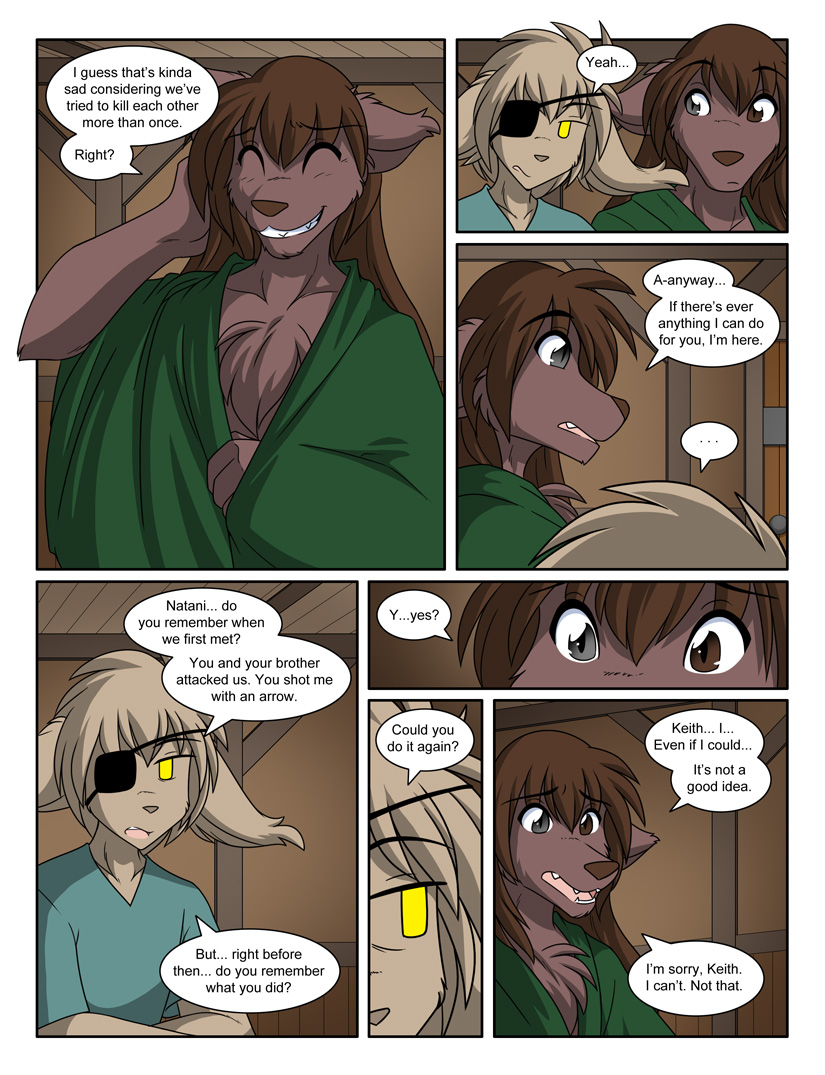 I guess that's kinda
sad considering we've
tried to kill each other
more than once.
Right?
Yeah...
A-anyway...
If there's ever
anything I can do
for you, I'm here.
. . .
Natani... do
you remember when
we first met?
You and your brother
attacked us. You shot me
with an arrow.
But... right before
then... do you remember
what you did?
Y...yes?
Could you
do it again?
Keith... I...
Even if I could...
It's not a
good idea.
I'm sorry, Keith.
I can't. Not that.